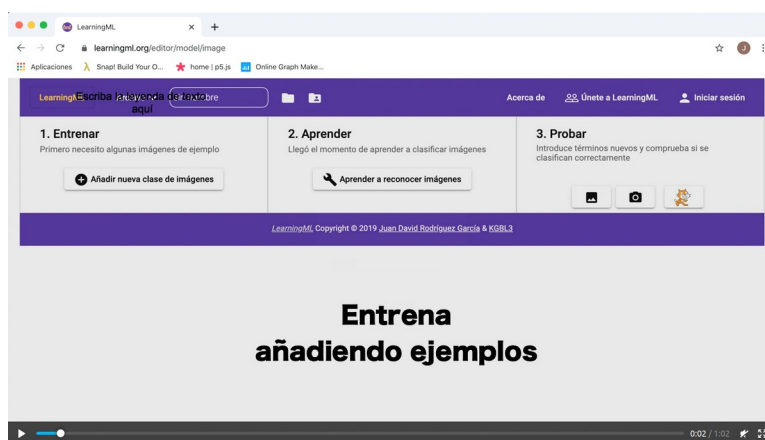 LearningML
learningml.org/editor/model/image
Aplicaciones Snap! Build Your O... home | p5.js Online Graph Make...
Escriba la leyenda de texto
aquí
Acerca de Únete a LearningML Iniciar sesión
1. Entrenar
Primero necesito algunas imágenes de ejemplo
Añadir nueva clase de imágenes
2. Aprender
Llegó el momento de aprender a clasificar imágenes
Aprender a reconocer imágenes
3. Probar
Introduce términos nuevos y comprueba si se
clasifican correctamente
LearningML Copyright © 2019 Juan David Rodríguez García & KGBL3
Entrena
añadiendo ejemplos
0:02 / 1:02